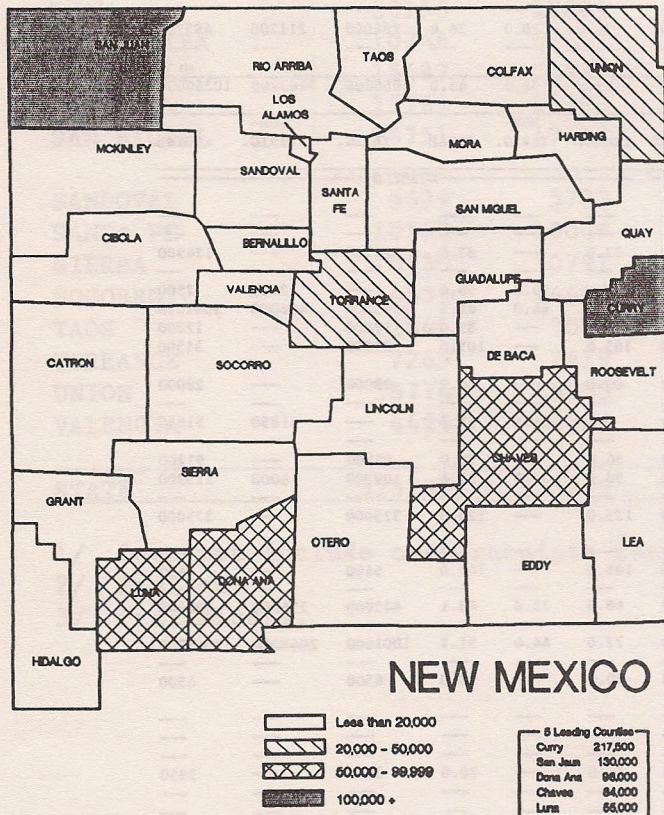 SAN JUAN
RIO ARRIBA
TAOS
COLFAX
UNION
LOS
ALAMOS
MCKINLEY
SANDOVAL
SANTA
FE
MORA
HARDING
SAN MIGUEL
CIBOLA
BERNALILLO
QUAY
VALENCIA
TORRANCE
GUADALUPE
CURRY
CATRON
SOCORRO
DE BACA
ROOSEVELT
LINCOLN
CHAVES
SIERRA
GRANT
OTERO
LEA
EDDY
LUNA
DONA ANA
HIDALGO
NEW MEXICO
Less than 20,000
20,000 - 50,000
50,000 - 99,999
100,000 +
5 Leading Counties
Curry 217,500
San Jaun 130,000
Dona Ana 96,000
Chaves 84,000
Luna 55,000